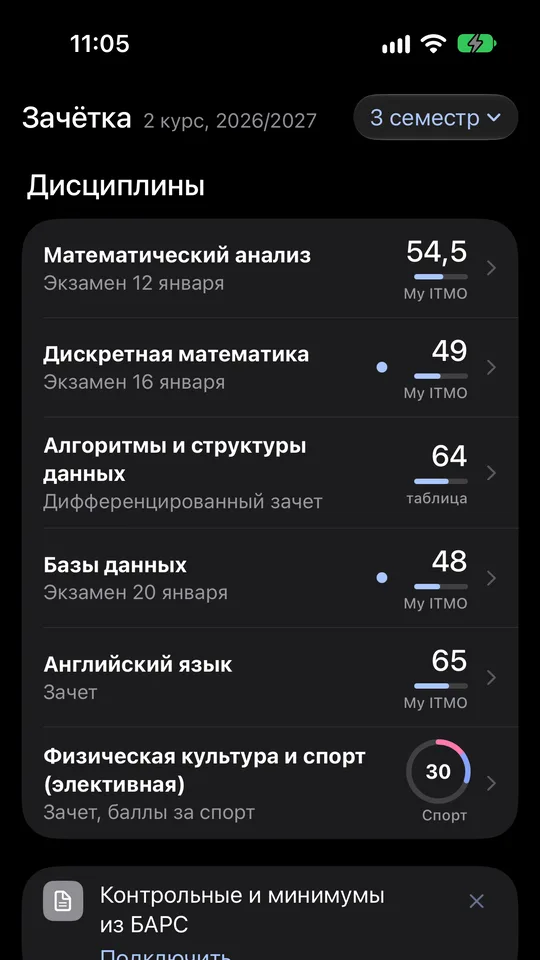 11:05
Зачётка 2 курс, 2026/2027
3 семестр
Дисциплины
Математический анализ
Экзамен 12 января
54,5
My ITMO
Дискретная математика
Экзамен 16 января
49
My ITMO
Алгоритмы и структуры
данных
Дифференцированный зачет
64
таблица
Базы данных
Экзамен 20 января
48
My ITMO
Английский язык
Зачет
65
My ITMO
Физическая культура и спорт
(элективная)
Зачет, баллы за спорт
30
Спорт
Контрольные и минимумы
из БАРС
Подключить